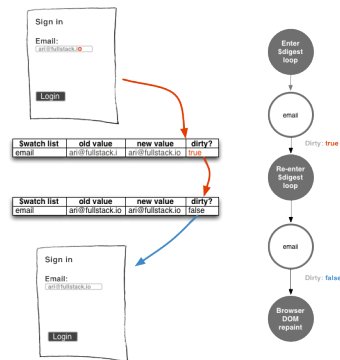 Sign in
Email:
ari@fullstack.io
Login
$watch list old value new value dirty?
email ari@fullstack.i ari@fullstack.io true
$watch list old value new value dirty?
email ari@fullstack.io ari@fullstack.io false
Sign in
Email:
ari@fullstack.io
Login
Enter
$digest
loop
email
Dirty: true
Re-enter
$digest
loop
email
Dirty: false
Browser
DOM
repaint